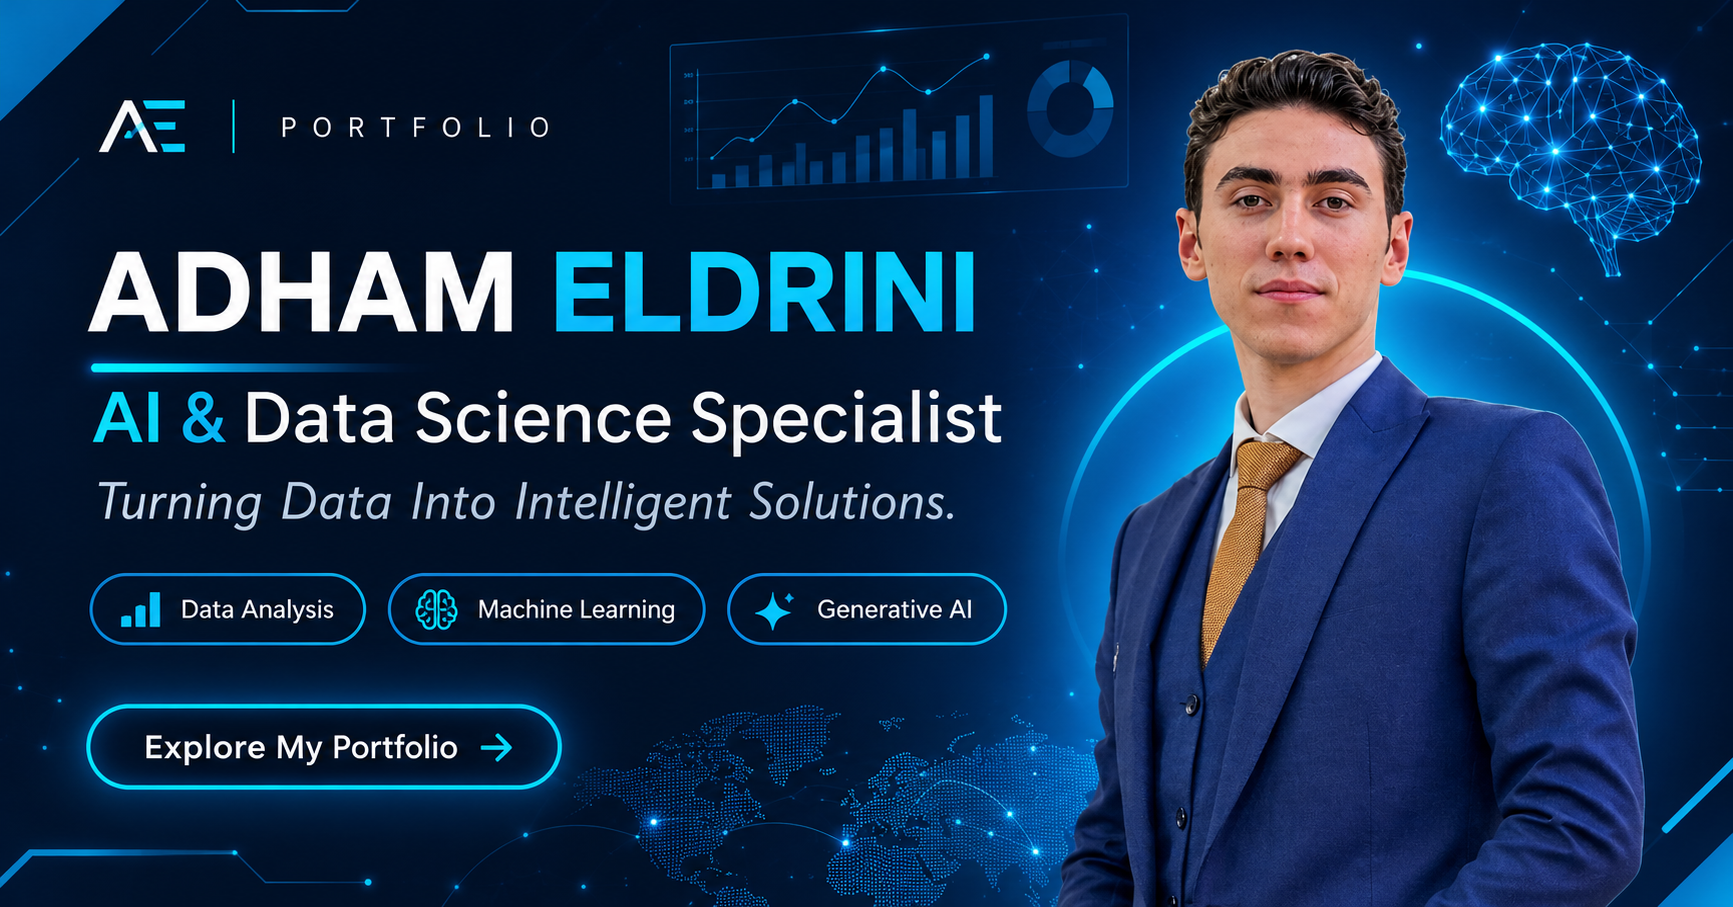 AE | PORTFOLIO
ADHAM ELDRINI
AI & Data Science Specialist
Turning Data Into Intelligent Solutions.
Data Analysis
Machine Learning
Generative AI
Explore My Portfolio →